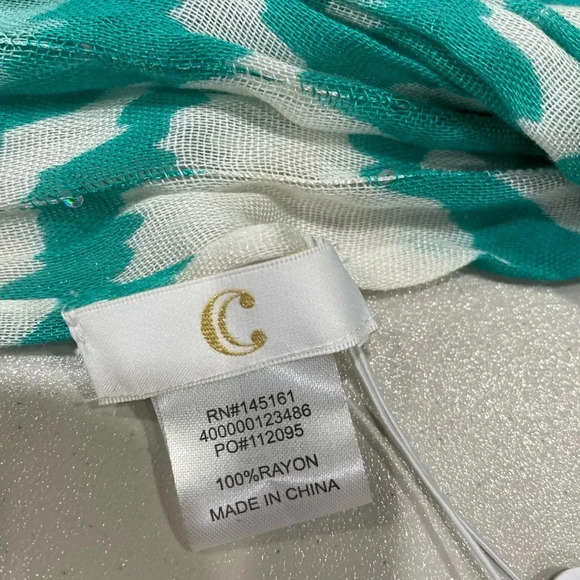 C
RN#145161
400000123486
PO#112095
100%RAYON
MADE IN CHINA